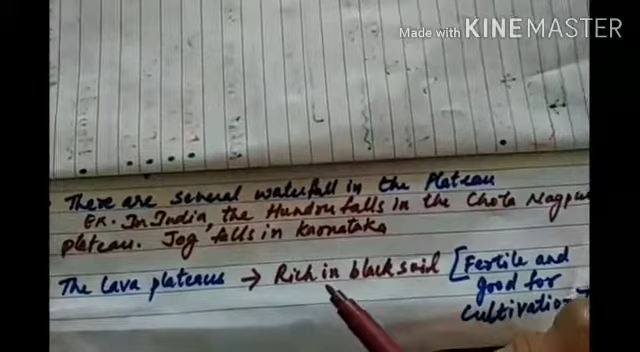 Made with KINEMASTER
There are several waterfall in the Plateau
Ex. In India, the Hundru falls in the Chota Nagpur
plateau. Jog falls in Karnataka
The Lava plateaus → Rich in black soil [Fertile and
good for
Cultivation